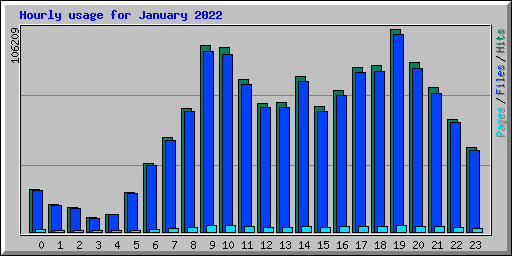 Hourly usage for January 2022
106209
Pages/Files/Hits
0 1 2 3 4 5 6 7 8 9 10 11 12 13 14 15 16 17 18 19 20 21 22 23